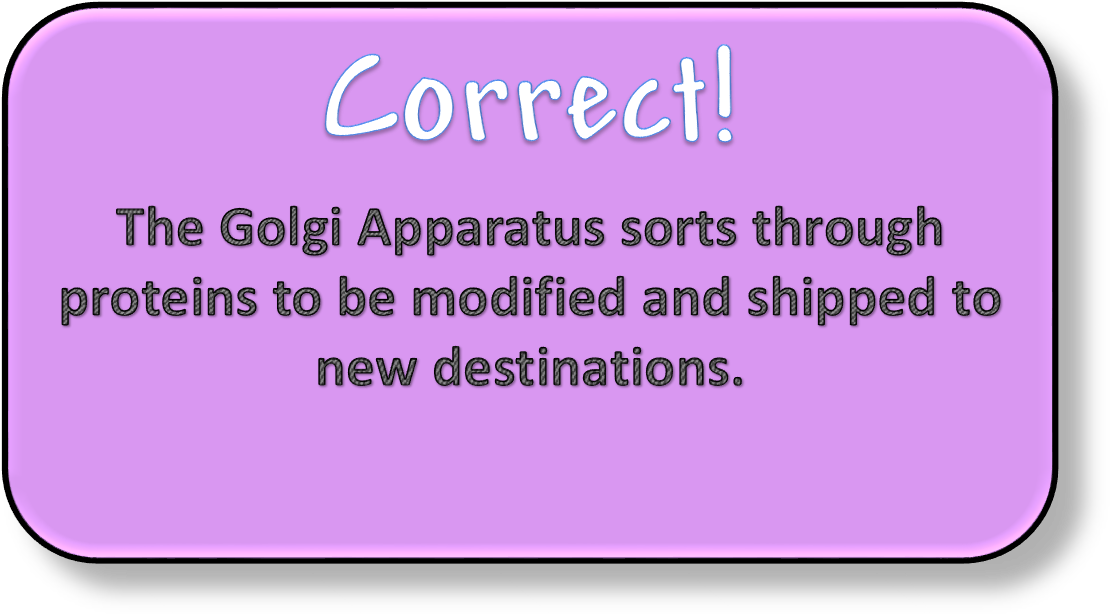 Correct!
The Golgi Apparatus sorts through
proteins to be modified and shipped to
new destinations.